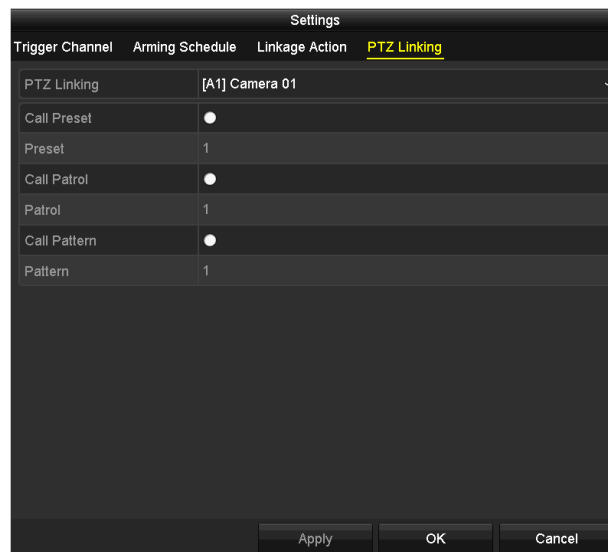 Settings
Trigger Channel Arming Schedule Linkage Action PTZ Linking
PTZ Linking [A1] Camera 01
Call Preset
Preset 1
Call Patrol
Patrol 1
Call Pattern
Pattern 1
Apply OK Cancel